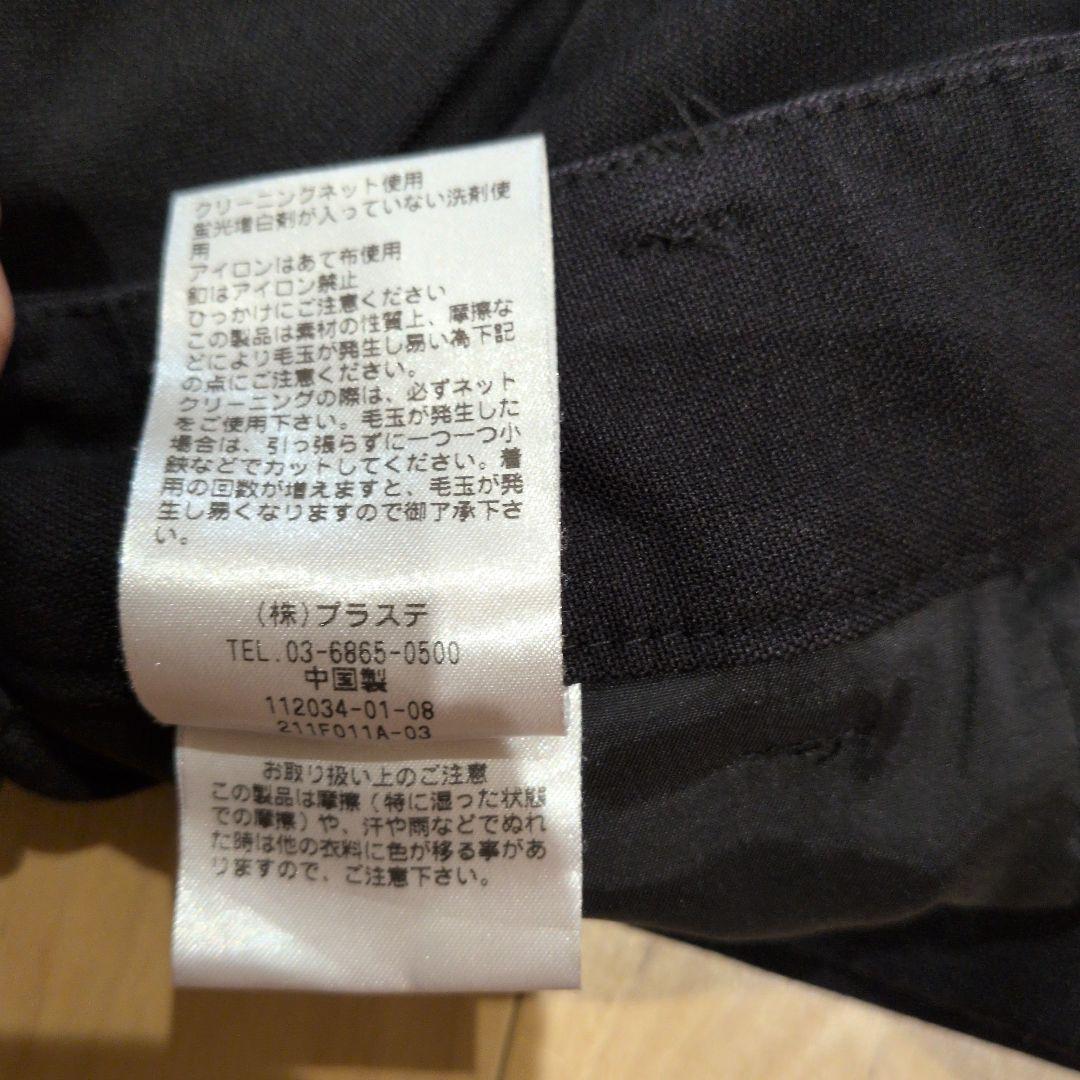 クリーニングネット使用
蛍光増白剤が入っていない洗剤使
用
アイロンはあて布使用
釦はアイロン禁止
ひっかけにご注意ください
この製品は素材の性質上、摩擦な
どにより毛玉が発生し易い為下記
の点にご注意ください。
クリーニングの際は、必ずネット
をご使用下さい。毛玉が発生した
場合は、引っ張らずに一つ一つ小
鋏などでカットしてください。着
用の回数が増えますと、毛玉が発
生し易くなりますので御了承下さ
い。
(株)プラステ
TEL.03-6865-0500
中国製
112034-01-08
211F011A-03
お取り扱い上のご注意
この製品は摩擦(特に湿った状態
での摩擦)や、汗や雨などでぬれ
た時は他の衣料に色が移る事があ
りますので、ご注意下さい。